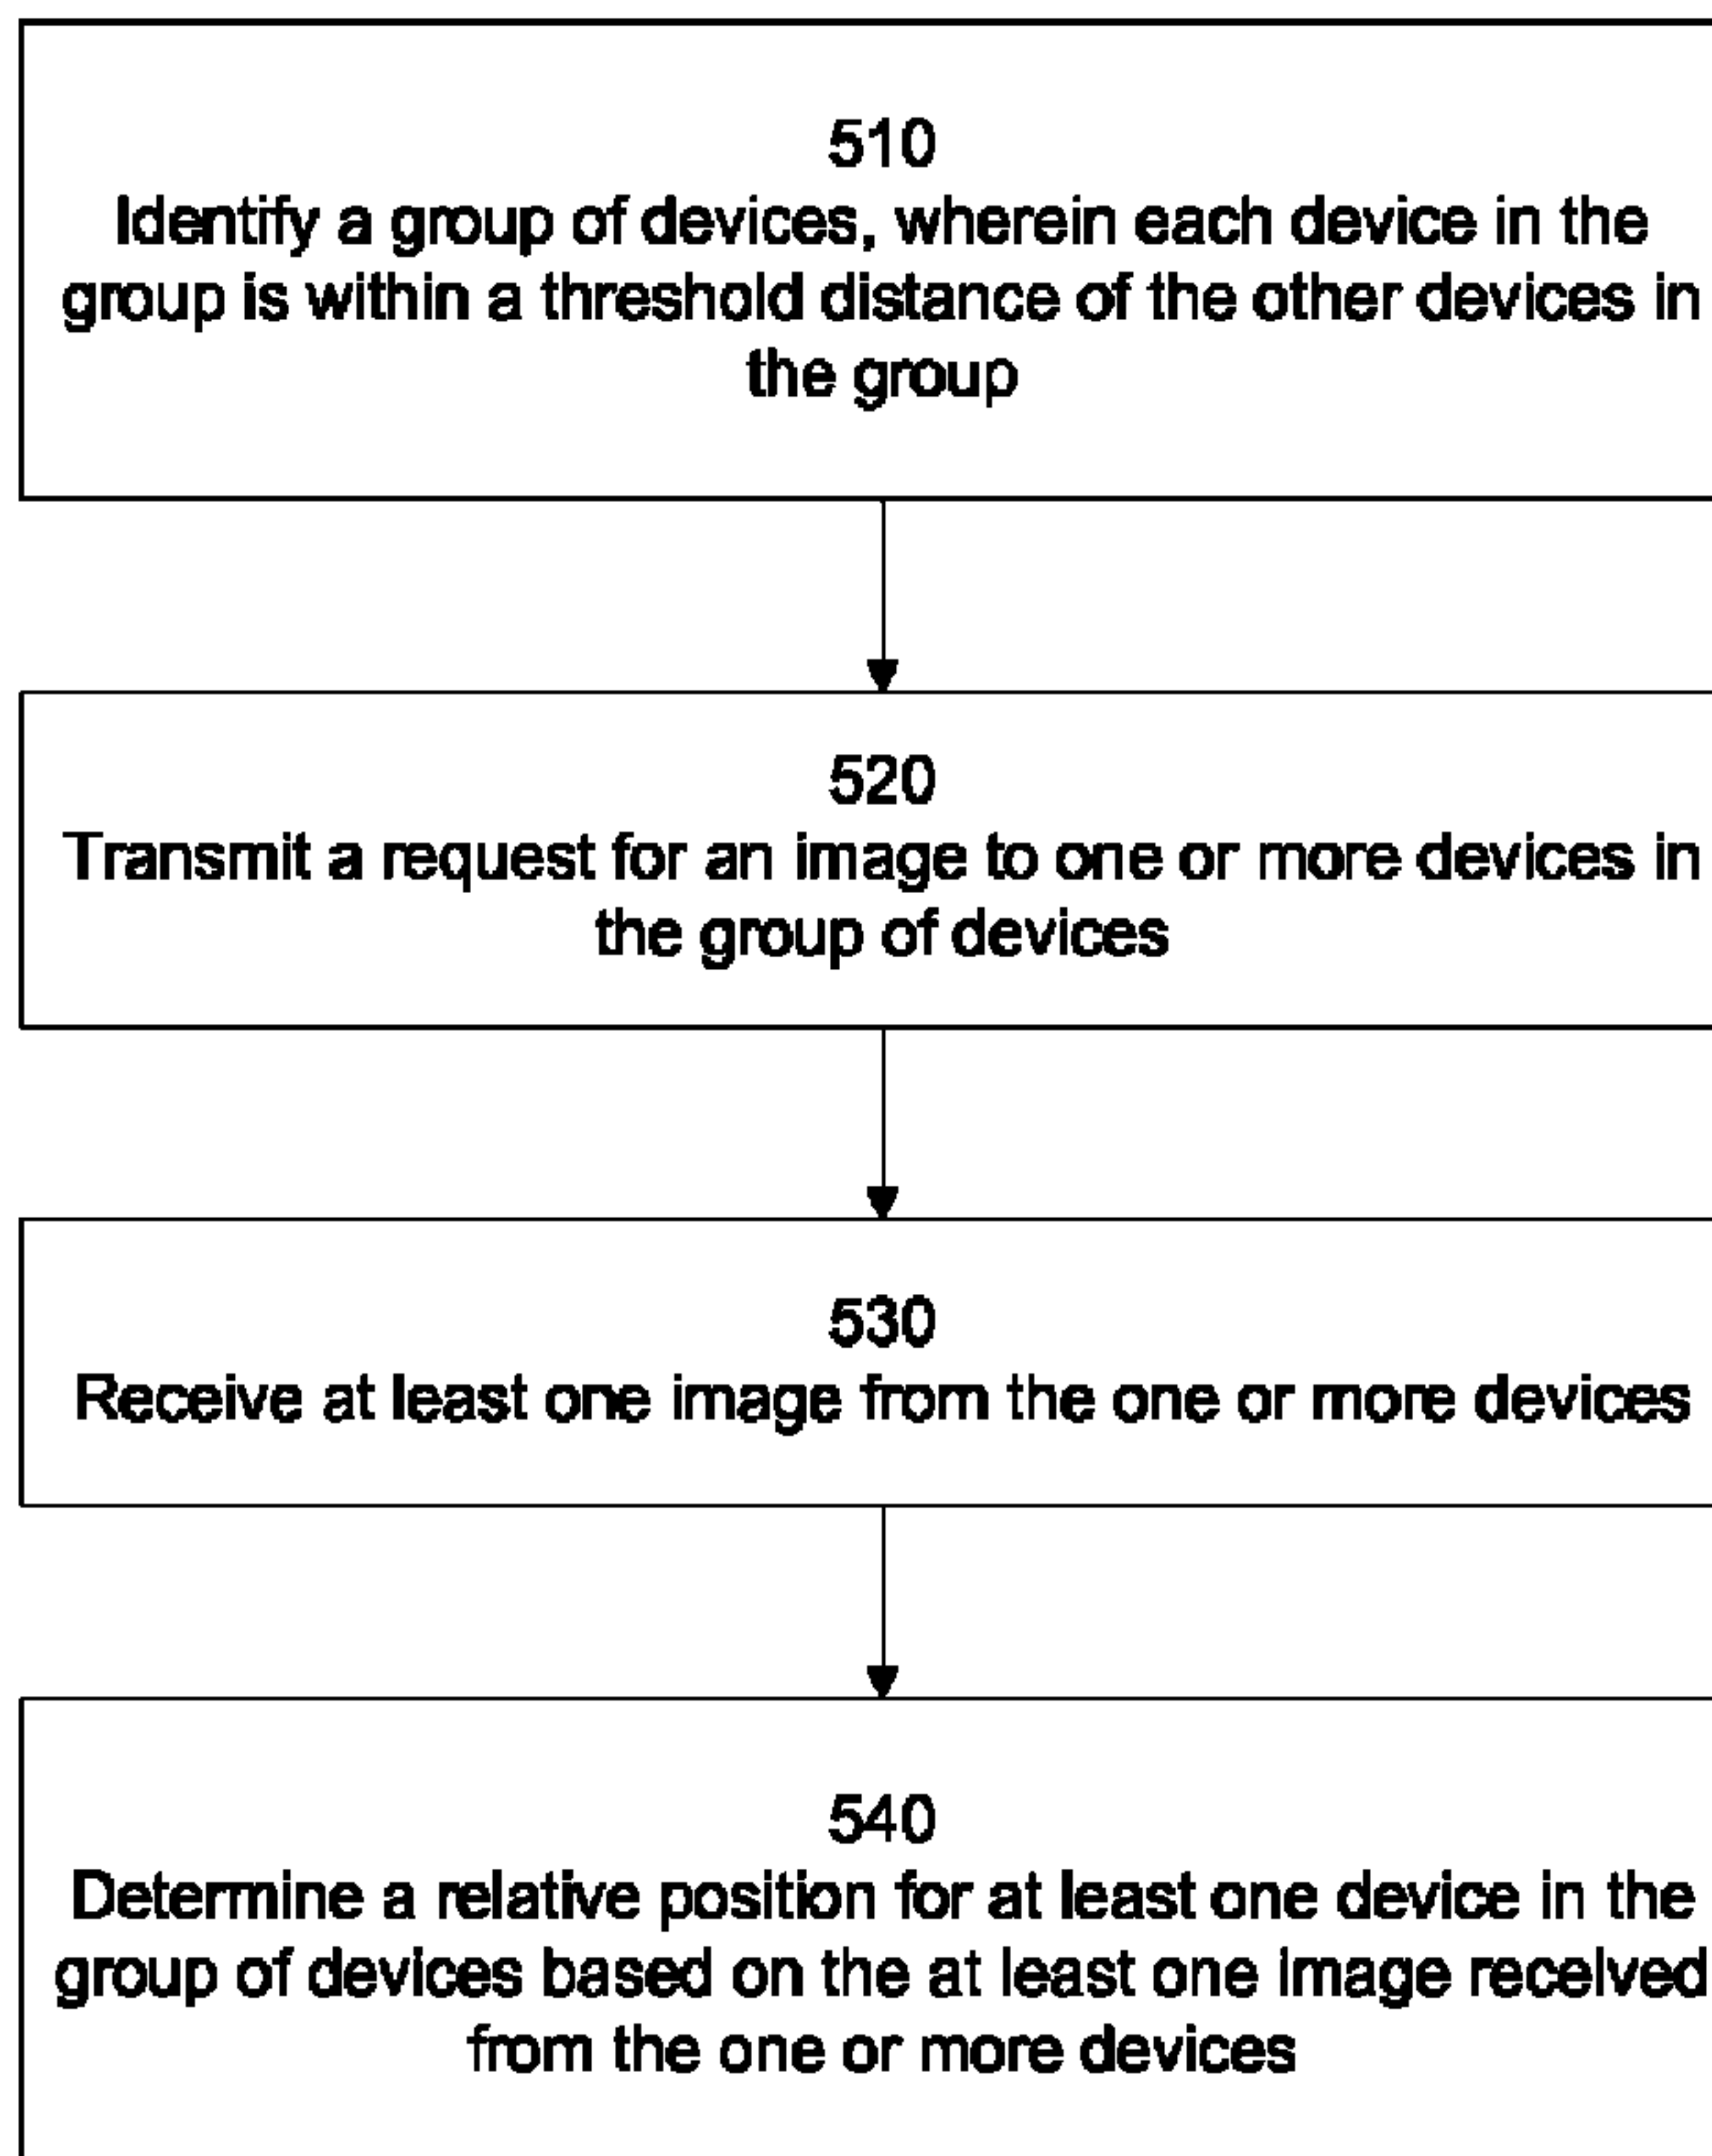 510
Identify a group of devices, wherein each device in the
group is within a threshold distance of the other devices in
the group
520
Transmit a request for an image to one or more devices in
the group of devices
530
Receive at least one image from the one or more devices
540
Determine a relative position for at least one device in the
group of devices based on the at least one image received
from the one or more devices